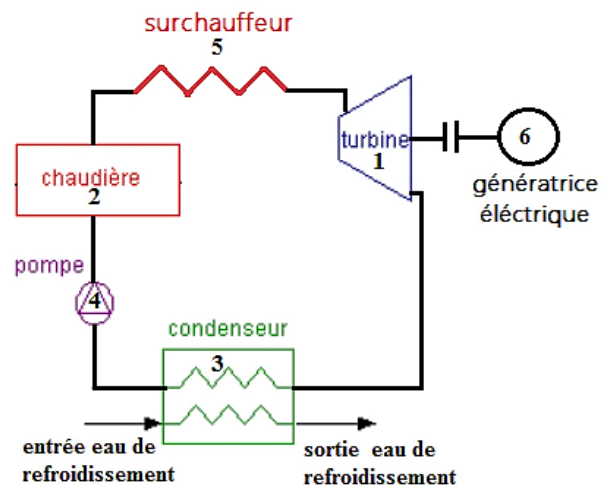 surchauffeur
5
turbine
1
6
génératrice
éléctrique
chaudière
2
pompe
4
condenseur
3
entrée eau de
refroidissement
sortie eau de
refroidissement